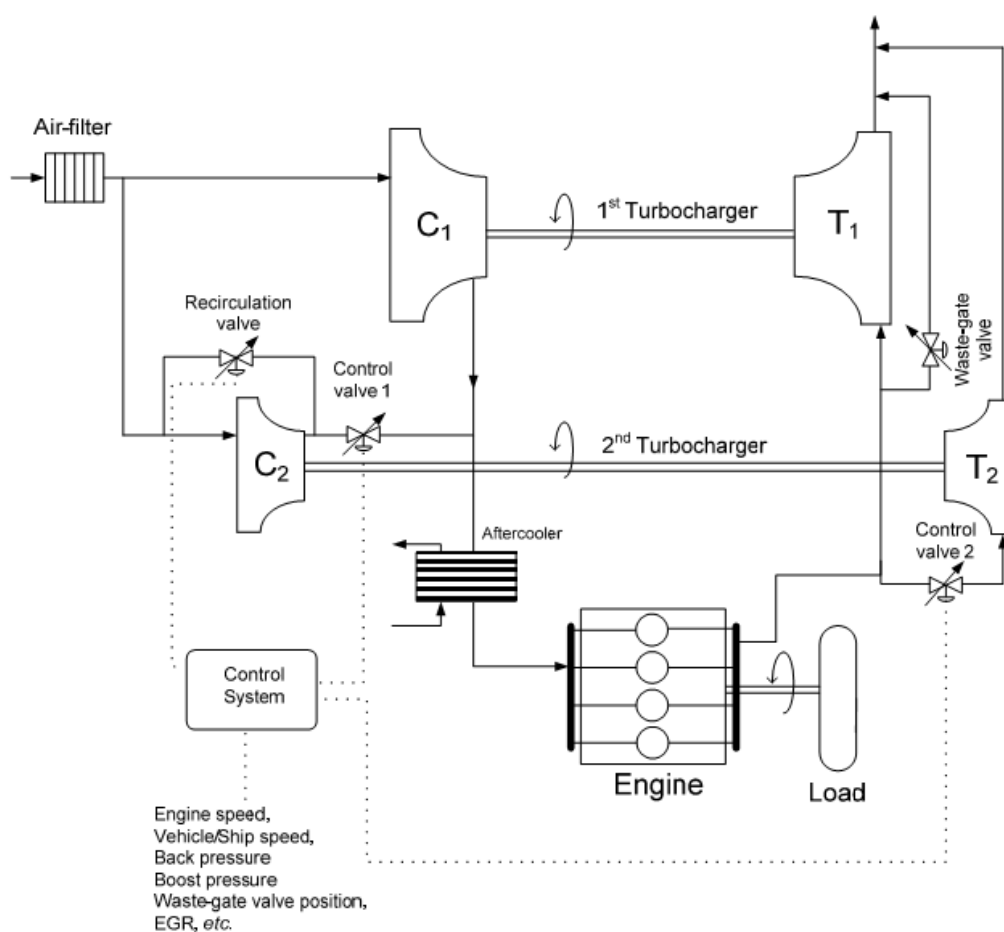 Air-filter
C1
1st Turbocharger
T1
Recirculation
valve
Control
valve 1
Waste-gate
valve
C2
2nd Turbocharger
T2
Aftercooler
Control
valve 2
Control
System
Engine
Load
Engine speed,
Vehicle/Ship speed,
Back pressure
Boost pressure
Waste-gate valve position,
EGR, etc.